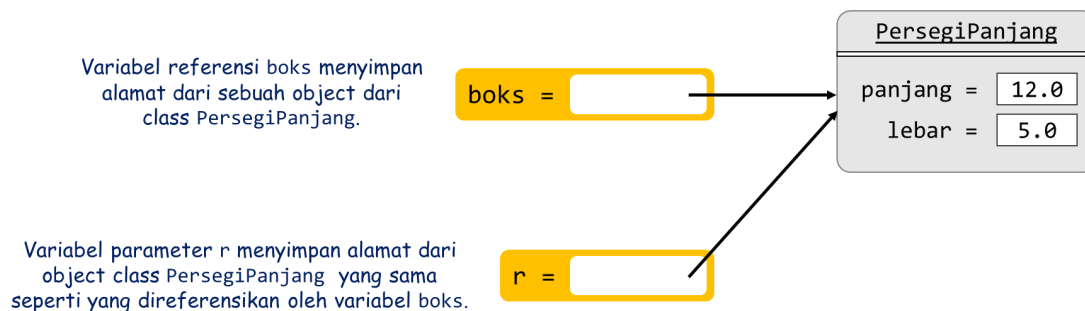 Variabel referensi boks menyimpan
alamat dari sebuah object dari
class PersegiPanjang.
boks =
PersegiPanjang
panjang = 12.0
lebar = 5.0
Variabel parameter r menyimpan alamat dari
object class PersegiPanjang yang sama
seperti yang direferensikan oleh variabel boks.
r =